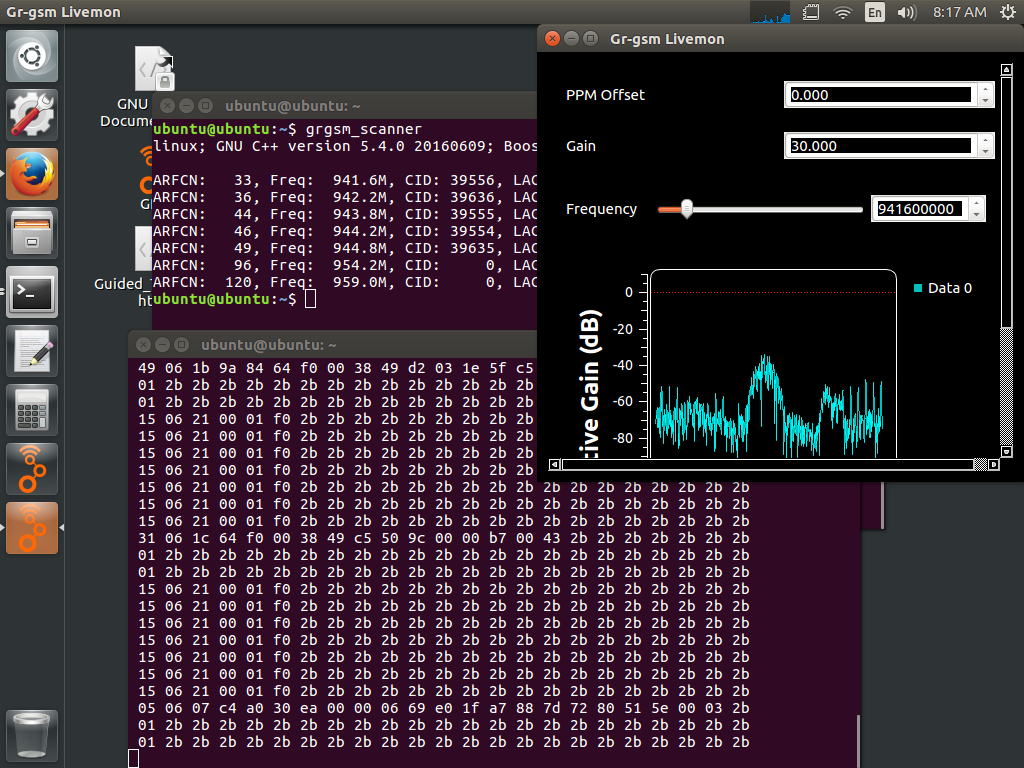 Gr-gsm Livemon
En
8:17 AM
GNU
Docume
Guided_
ht
ubuntu@ubuntu: ~
ubuntu@ubuntu:~$ grgsm_scanner
linux; GNU C++ version 5.4.0 20160609; Boos
ARFCN:   33, Freq:  941.6M, CID: 39556, LAC
ARFCN:   36, Freq:  942.2M, CID: 39636, LAC
ARFCN:   44, Freq:  943.8M, CID: 39555, LAC
ARFCN:   46, Freq:  944.2M, CID: 39554, LAC
ARFCN:   49, Freq:  944.8M, CID: 39635, LAC
ARFCN:   96, Freq:  954.2M, CID:     0, LAC
ARFCN:  120, Freq:  959.0M, CID:     0, LAC
ubuntu@ubuntu:~$
Gr-gsm Livemon
PPM Offset
0.000
Gain
30.000
Frequency
941600000
tive Gain (dB)
0
-20
-40
-60
-80
Data 0
ubuntu@ubuntu: ~
49 06 1b 9a 84 64 f0 00 38 49 d2 03 1e 5f c5
01 2b 2b 2b 2b 2b 2b 2b 2b 2b 2b 2b 2b 2b 2b
01 2b 2b 2b 2b 2b 2b 2b 2b 2b 2b 2b 2b 2b 2b
15 06 21 00 01 f0 2b 2b 2b 2b 2b 2b 2b 2b 2b
15 06 21 00 01 f0 2b 2b 2b 2b 2b 2b 2b 2b 2b
15 06 21 00 01 f0 2b 2b 2b 2b 2b 2b 2b 2b 2b
15 06 21 00 01 f0 2b 2b 2b 2b 2b 2b 2b 2b 2b
15 06 21 00 01 f0 2b 2b 2b 2b 2b 2b 2b 2b 2b 2b 2b 2b 2b 2b 2b 2b 2b
15 06 21 00 01 f0 2b 2b 2b 2b 2b 2b 2b 2b 2b 2b 2b 2b 2b 2b 2b 2b 2b
15 06 21 00 01 f0 2b 2b 2b 2b 2b 2b 2b 2b 2b 2b 2b 2b 2b 2b 2b 2b 2b
31 06 1c 64 f0 00 38 49 c5 50 9c 00 00 b7 00 43 2b 2b 2b 2b 2b 2b 2b
01 2b 2b 2b 2b 2b 2b 2b 2b 2b 2b 2b 2b 2b 2b 2b 2b 2b 2b 2b 2b 2b 2b
01 2b 2b 2b 2b 2b 2b 2b 2b 2b 2b 2b 2b 2b 2b 2b 2b 2b 2b 2b 2b 2b 2b
15 06 21 00 01 f0 2b 2b 2b 2b 2b 2b 2b 2b 2b 2b 2b 2b 2b 2b 2b 2b 2b
15 06 21 00 01 f0 2b 2b 2b 2b 2b 2b 2b 2b 2b 2b 2b 2b 2b 2b 2b 2b 2b
15 06 21 00 01 f0 2b 2b 2b 2b 2b 2b 2b 2b 2b 2b 2b 2b 2b 2b 2b 2b 2b
15 06 21 00 01 f0 2b 2b 2b 2b 2b 2b 2b 2b 2b 2b 2b 2b 2b 2b 2b 2b 2b
15 06 21 00 01 f0 2b 2b 2b 2b 2b 2b 2b 2b 2b 2b 2b 2b 2b 2b 2b 2b 2b
15 06 21 00 01 f0 2b 2b 2b 2b 2b 2b 2b 2b 2b 2b 2b 2b 2b 2b 2b 2b 2b
15 06 21 00 01 f0 2b 2b 2b 2b 2b 2b 2b 2b 2b 2b 2b 2b 2b 2b 2b 2b 2b
05 06 07 c4 a0 30 ea 00 00 06 69 e0 1f a7 88 7d 72 80 51 5e 00 03 2b
01 2b 2b 2b 2b 2b 2b 2b 2b 2b 2b 2b 2b 2b 2b 2b 2b 2b 2b 2b 2b 2b 2b
01 2b 2b 2b 2b 2b 2b 2b 2b 2b 2b 2b 2b 2b 2b 2b 2b 2b 2b 2b 2b 2b 2b